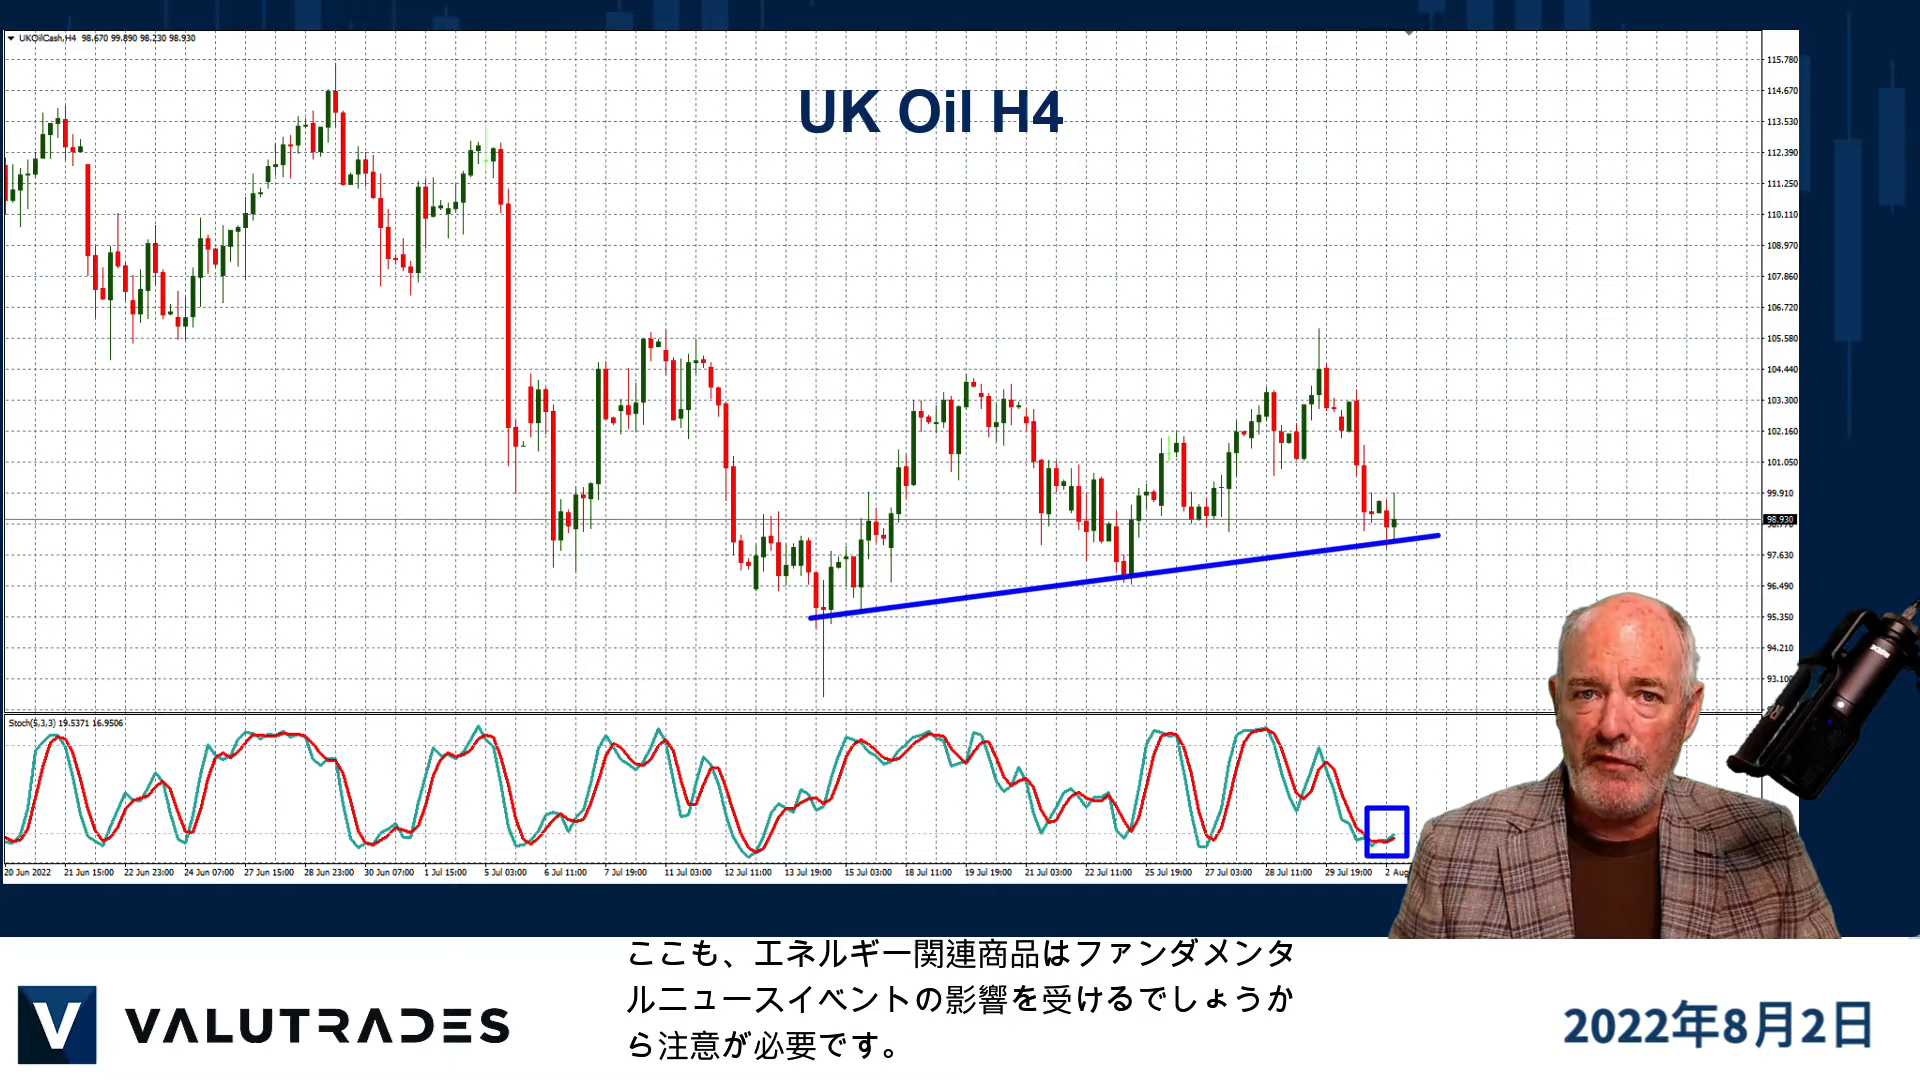 UKOilCash,H4 98.670 99.890 98.230 98.930
UK Oil H4
115.780
114.670
113.530
112.390
111.250
110.110
108.970
107.860
106.720
105.580
104.440
103.300
102.160
101.050
99.910
98.930
97.630
96.490
95.350
94.210
Stoch(5,3,3) 19.5371 16.9506
20 Jun 2022 21 Jun 15:00 22 Jun 23:00 24 Jun 07:00 27 Jun 15:00 28 Jun 23:00 30 Jun 07:00 1 Jul 15:00 5 Jul 03:00 6 Jul 11:00 7 Jul 19:00 11 Jul 03:00 12 Jul 11:00 13 Jul 19:00 15 Jul 03:00 18 Jul 11:00 19 Jul 19:00 21 Jul 03:00 22 Jul 11:00 25 Jul 19:00 27 Jul 03:00 28 Jul 11:00 29 Jul 19:00 2 Aug
ここも、エネルギー関連商品はファンダメンタ
ルニュースイベントの影響を受けるでしょうか
ら注意が必要です。
V VALUTRADES
2022年8月2日